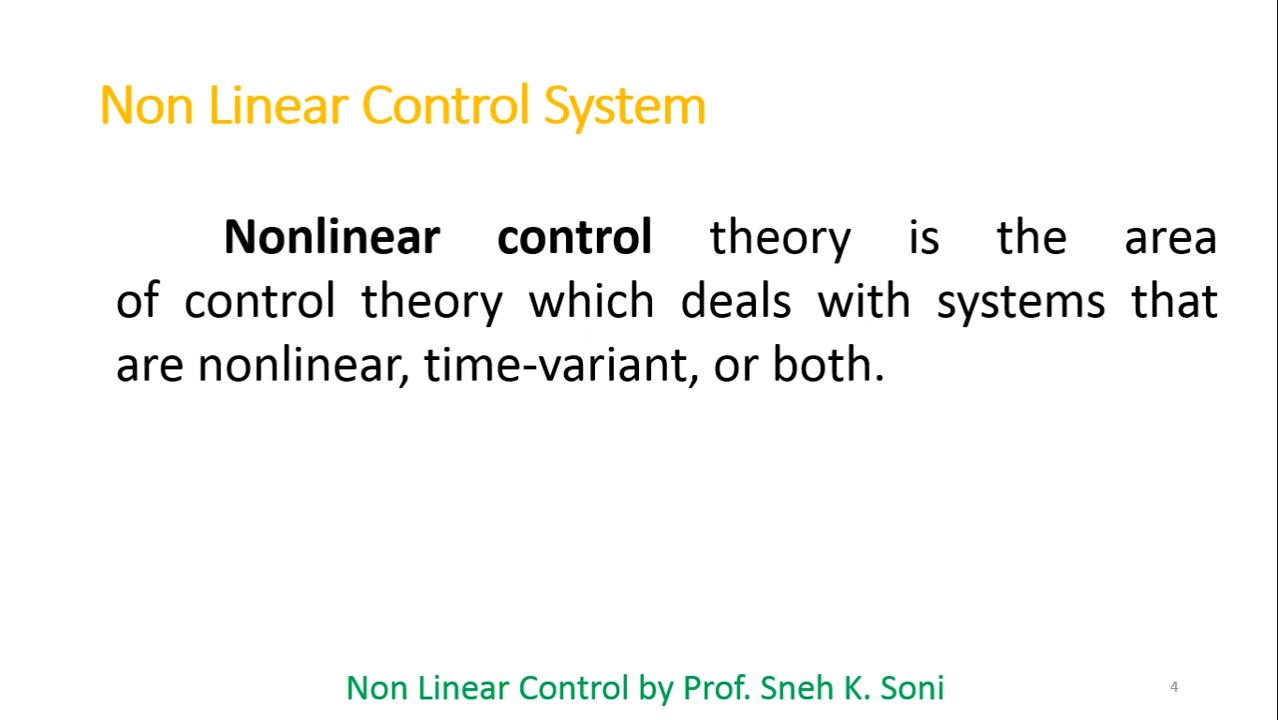 Non Linear Control System
Nonlinear control theory is the area
of control theory which deals with systems that
are nonlinear, time-variant, or both.
Non Linear Control by Prof. Sneh K. Soni
4